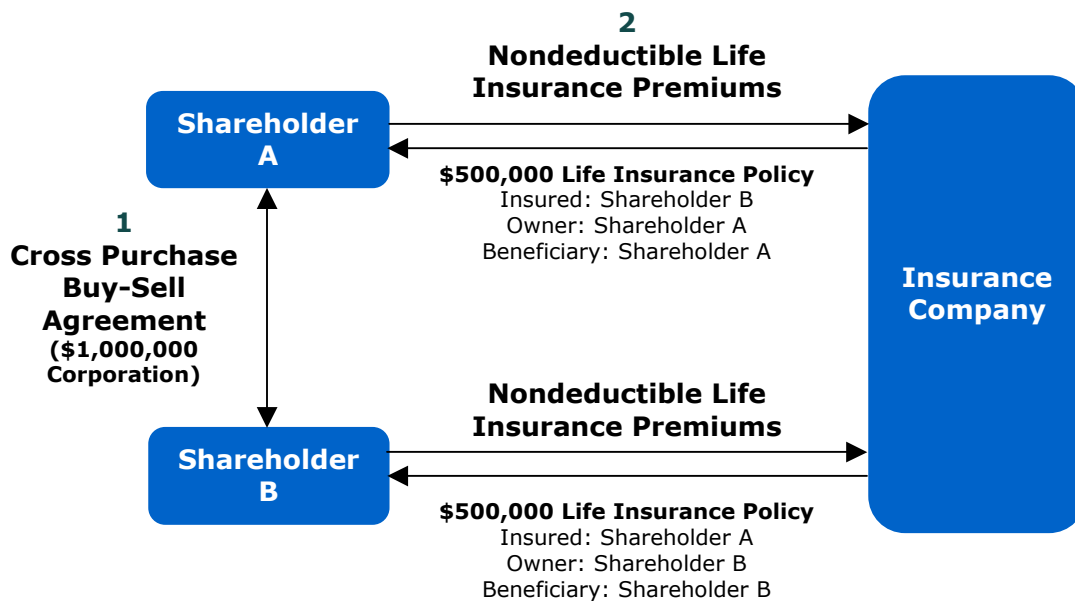 2
Nondeductible Life
Insurance Premiums
Shareholder
A
$500,000 Life Insurance Policy
Insured: Shareholder B
Owner: Shareholder A
Beneficiary: Shareholder A
1
Cross Purchase
Buy-Sell
Agreement
($1,000,000
Corporation)
Insurance
Company
Nondeductible Life
Insurance Premiums
Shareholder
B
$500,000 Life Insurance Policy
Insured: Shareholder A
Owner: Shareholder B
Beneficiary: Shareholder B